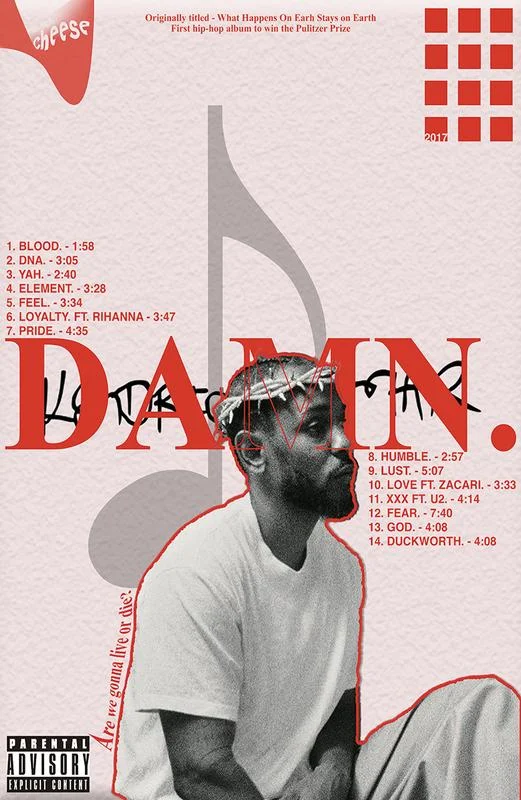 cheese
Originally titled - What Happens On Earh Stays on Earth
First hip-hop album to win the Pulitzer Prize
2017
1. BLOOD. - 1:58
2. DNA. - 3:05
3. YAH. - 2:40
4. ELEMENT. - 3:28
5. FEEL. - 3:34
6. LOYALTY. FT. RIHANNA - 3:47
7. PRIDE. - 4:35
DAMN.
8. HUMBLE. - 2:57
9. LUST. - 5:07
10. LOVE FT. ZACARI. - 3:33
11. XXX FT. U2. - 4:14
12. FEAR. - 7:40
13. GOD. - 4:08
14. DUCKWORTH. - 4:08
Are we gonna live or die?
PARENTAL
ADVISORY
EXPLICIT CONTENT